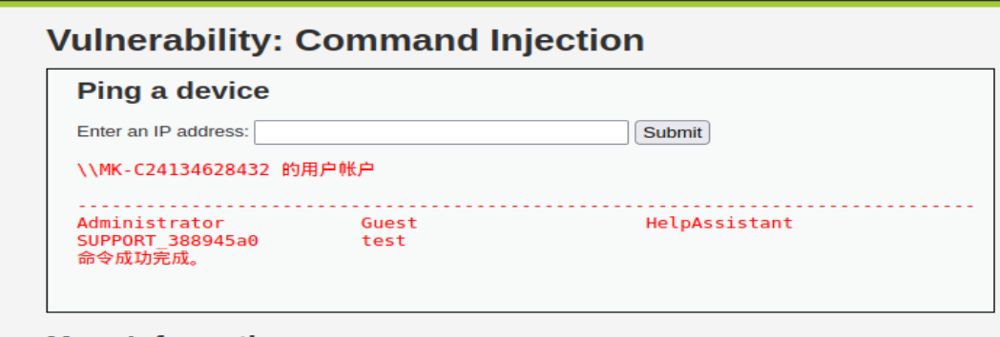 Vulnerability: Command Injection
Ping a device
Enter an IP address: Submit
\\MK-C24134628432 的用户帐户
-------------------------------------------------------------------------------
Administrator Guest HelpAssistant
SUPPORT_388945a0 test
命令成功完成。